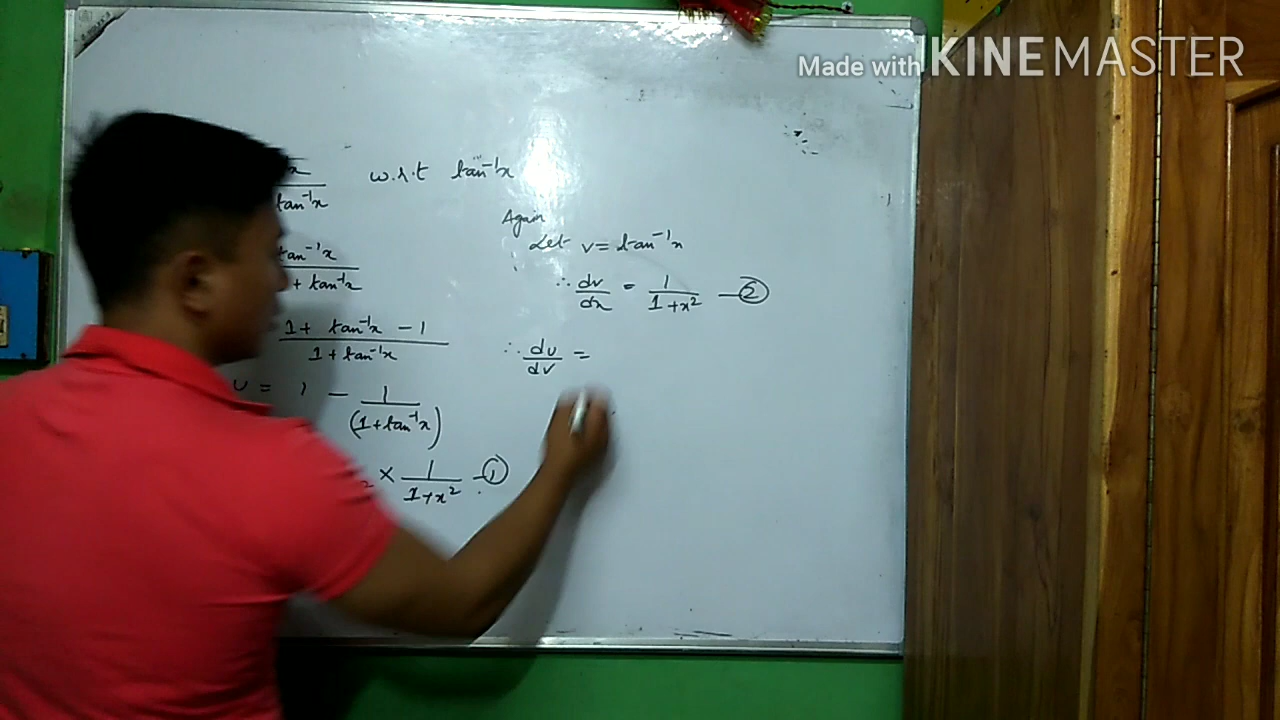 Made with KINEMASTER
x / tan⁻¹x w.r.t tan⁻¹x
tan⁻¹x / + tan⁻¹x
1 + tan⁻¹x − 1 / 1 + tan⁻¹x
u = 1 − 1 / (1 + tan⁻¹x)
2 × 1 / 1+x² — ①
Again
Let v = tan⁻¹x
∴ dv/dx = 1 / 1+x² — ②
∴ du/dv =